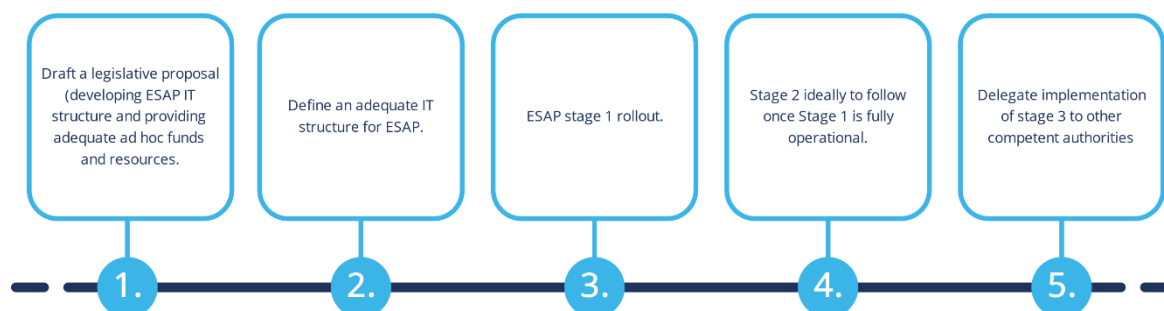 Draft a legislative proposal
(developing ESAP IT
structure and providing
adequate ad hoc funds
and resources.
Define an adequate IT
structure for ESAP.
ESAP stage 1 rollout.
Stage 2 ideally to follow
once Stage 1 is fully
operational.
Delegate implementation
of stage 3 to other
competent authorities
1.
2.
3.
4.
5.